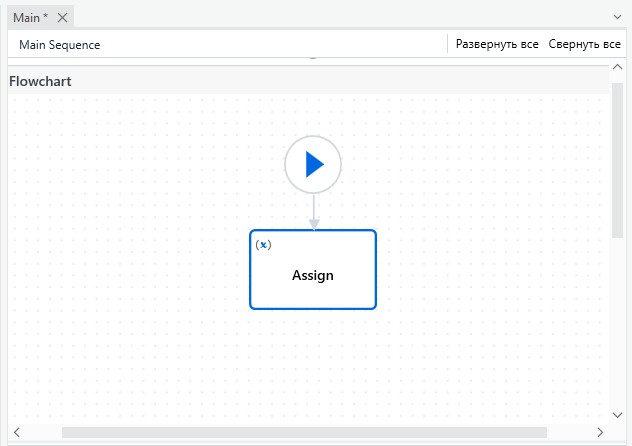 Main *
Main Sequence
Развернуть все Свернуть все
Flowchart
(x)
Assign